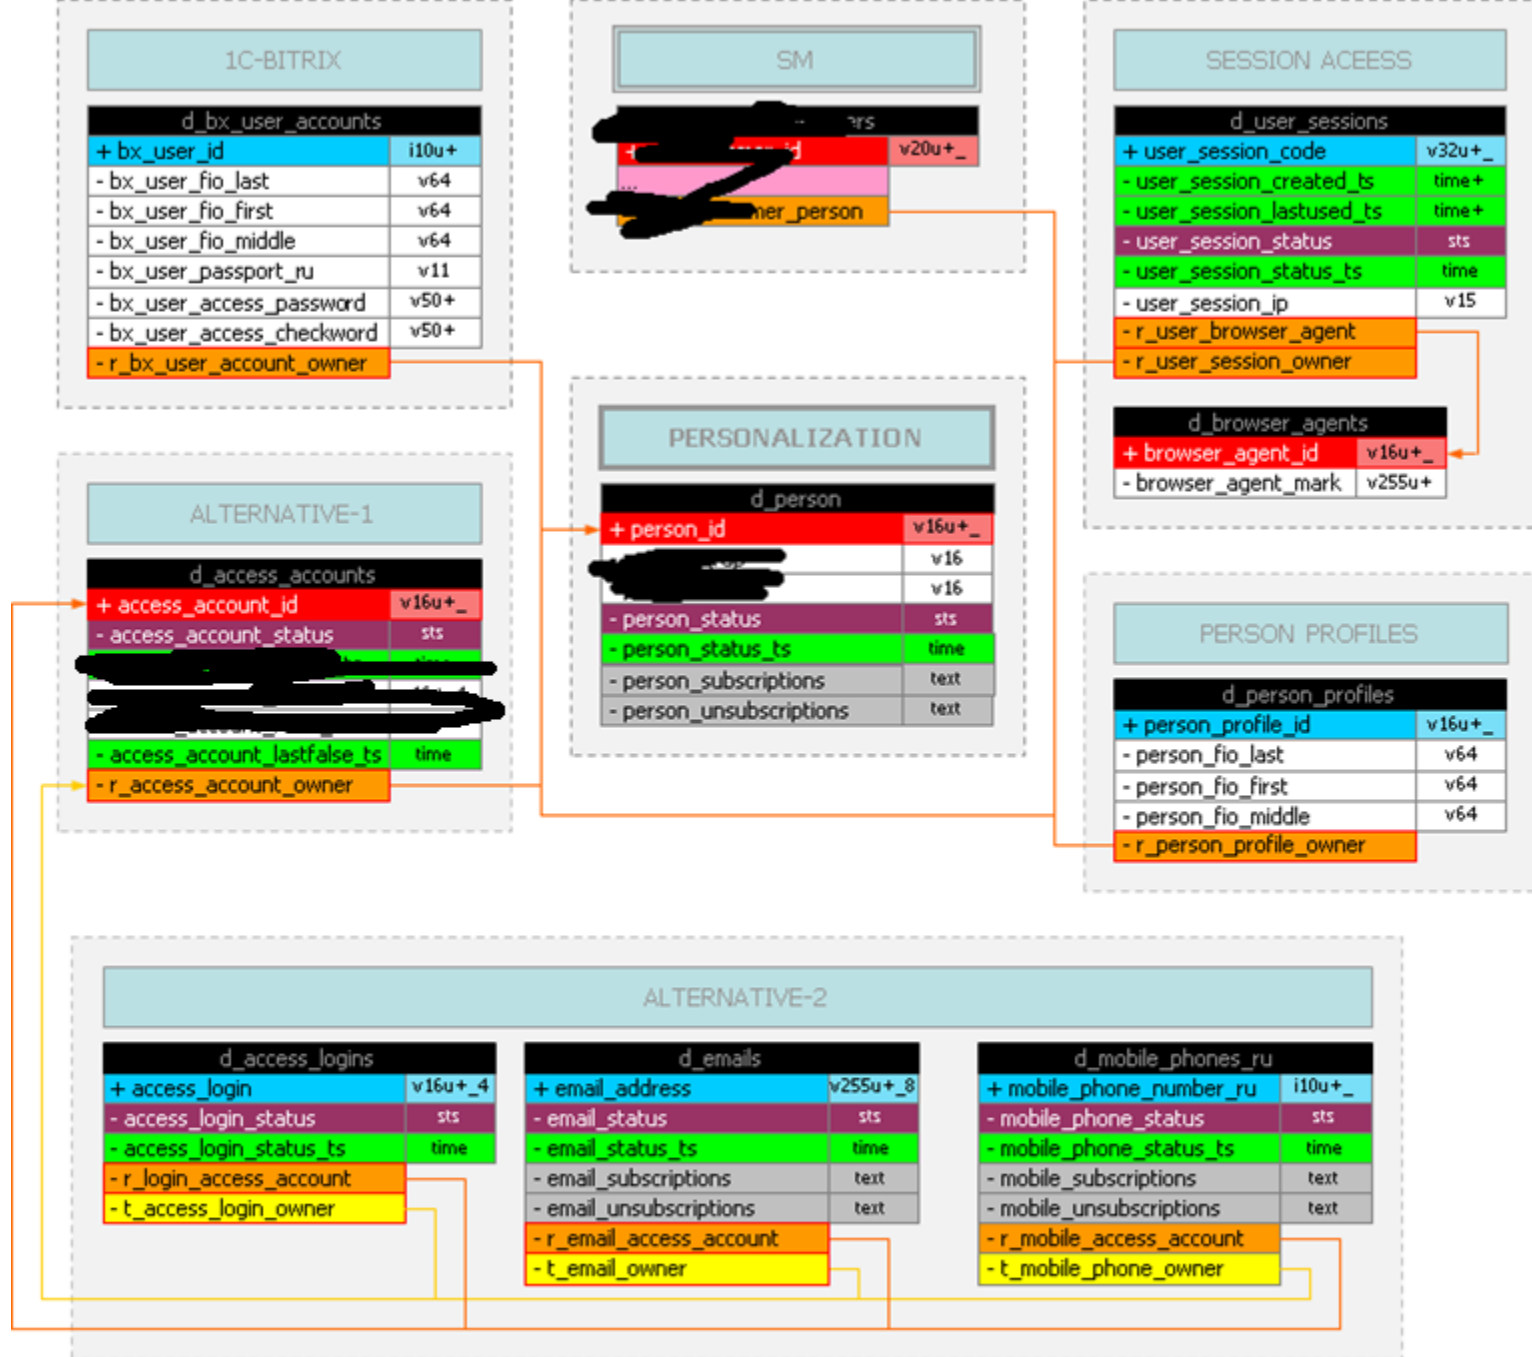 1C-BITRIX
d_bx_user_accounts
+ bx_user_id i10u+
- bx_user_fio_last v64
- bx_user_fio_first v64
- bx_user_fio_middle v64
- bx_user_passport_ru v11
- bx_user_access_password v50+
- bx_user_access_checkword v50+
- r_bx_user_account_owner
SM
v20u+_
...
SESSION ACEESS
d_user_sessions
+ user_session_code v32u+_
- user_session_created_ts time+
- user_session_lastused_ts time+
- user_session_status sts
- user_session_status_ts time
- user_session_ip v15
- r_user_browser_agent
- r_user_session_owner
d_browser_agents
+ browser_agent_id v16u+_
- browser_agent_mark v255u+
PERSONALIZATION
d_person
+ person_id v16u+_
v16
v16
- person_status sts
- person_status_ts time
- person_subscriptions text
- person_unsubscriptions text
ALTERNATIVE-1
d_access_accounts
+ access_account_id v16u+_
- access_account_status sts
- access_account_lastfalse_ts time
- r_access_account_owner
PERSON PROFILES
d_person_profiles
+ person_profile_id v16u+_
- person_fio_last v64
- person_fio_first v64
- person_fio_middle v64
- r_person_profile_owner
ALTERNATIVE-2
d_access_logins
+ access_login v16u+_4
- access_login_status sts
- access_login_status_ts time
- r_login_access_account
- t_access_login_owner
d_emails
+ email_address v255u+_8
- email_status sts
- email_status_ts time
- email_subscriptions text
- email_unsubscriptions text
- r_email_access_account
- t_email_owner
d_mobile_phones_ru
+ mobile_phone_number_ru i10u+_
- mobile_phone_status sts
- mobile_phone_status_ts time
- mobile_subscriptions text
- mobile_unsubscriptions text
- r_mobile_access_account
- t_mobile_phone_owner